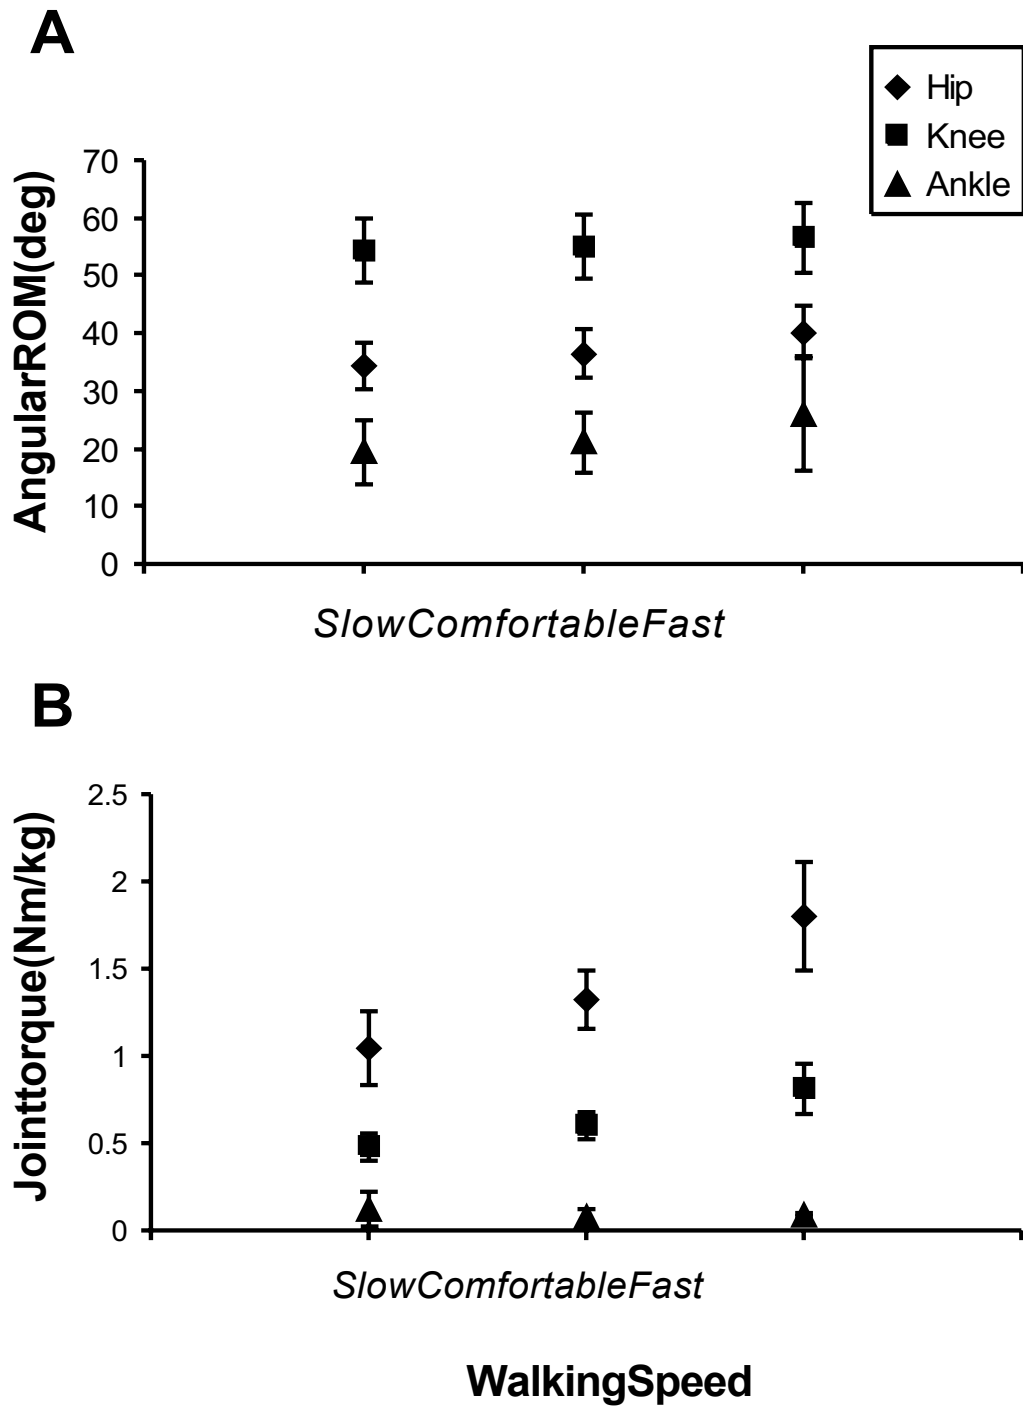 A
Hip
Knee
Ankle
AngularROM(deg)
70
60
50
40
30
20
10
0
SlowComfortableFast
B
Jointtorque(Nm/kg)
2.5
2
1.5
1
0.5
0
SlowComfortableFast
WalkingSpeed